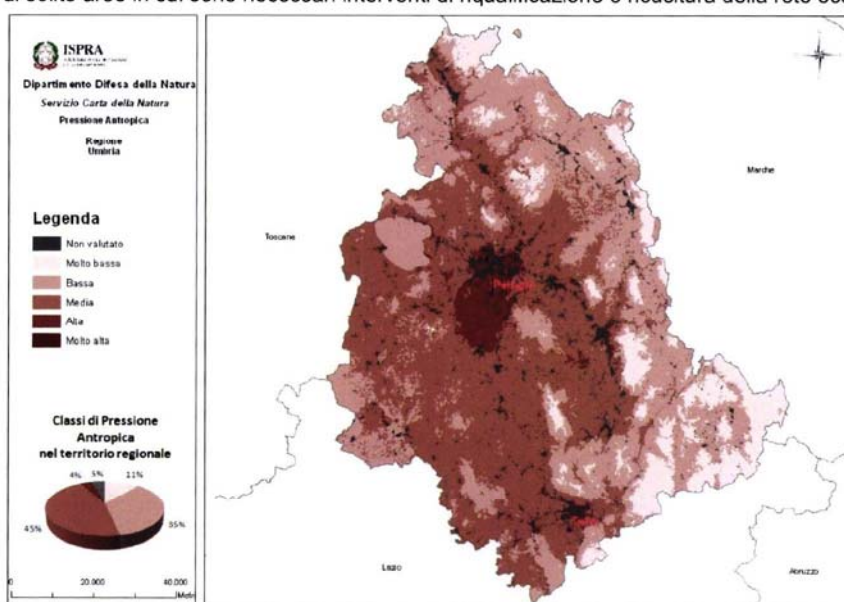 ISPRA
Dipartimento Difesa della Natura
Servizio Carta della Natura
Pressione Antropica
Regione
Umbria
Legenda
Non valutato
Molto bassa
Bassa
Media
Alta
Molto alta
Classi di Pressione
Antropica
nel territorio regionale
4%
5%
11%
35%
45%
0
20.000
40.000
Toscana
Marche
Lazio
Abruzzo